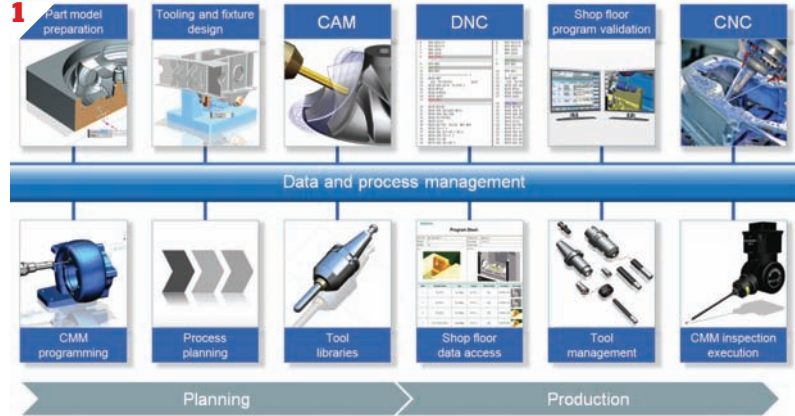 1
Part model
preparation
Tooling and fixture
design
CAM
DNC
Shop floor
program validation
CNC
Data and process management
Program Sheet
CMM
programming
Process
planning
Tool
libraries
Shop floor
data access
Tool
management
CMM inspection
execution
Planning
Production